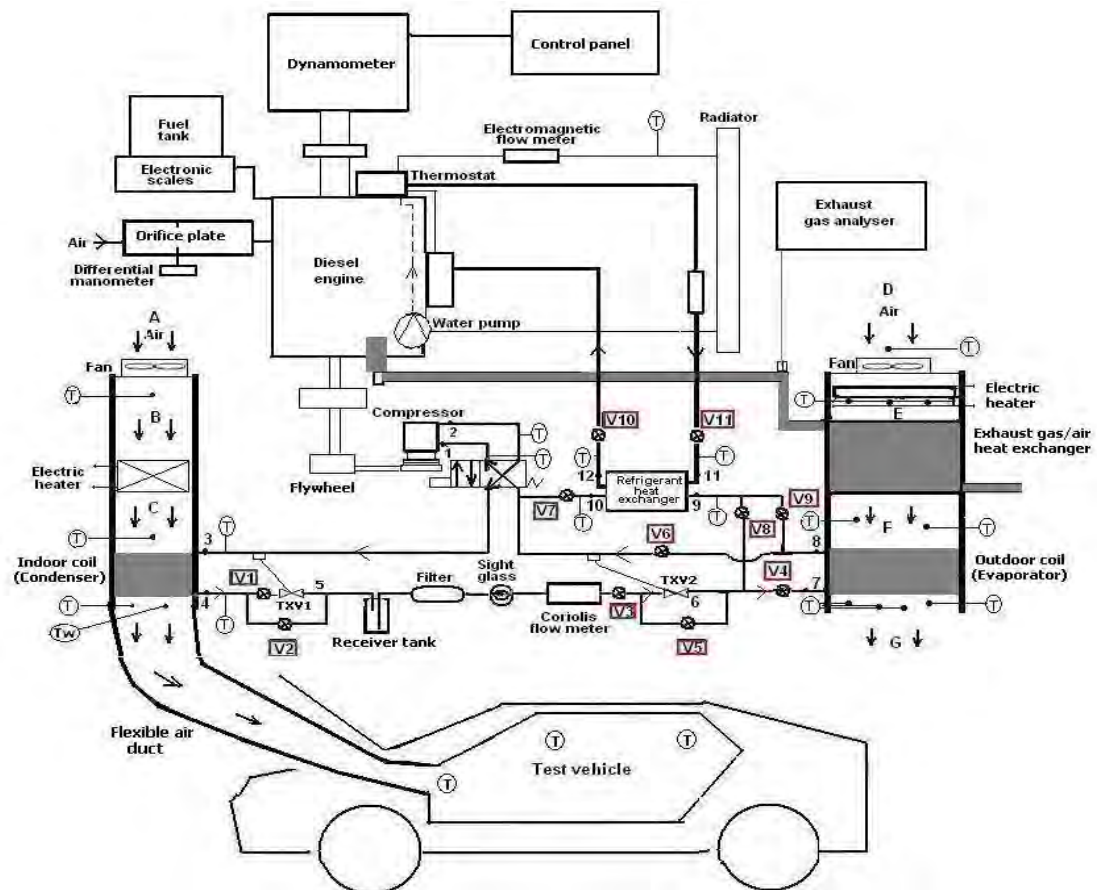 Dynamometer
Control panel
Fuel
tank
Electronic
scales
Electromagnetic
flow meter
T
Radiator
Thermostat
Exhaust
gas analyser
Air
Orifice plate
Differential
manometer
Diesel
engine
Water pump
A
Air
Fan
T
B
Electric
heater
C
T
Indoor coil
(Condenser)
Compressor
2
1
T
T
Flywheel
V10
V11
T
T
12
11
Refrigerant
heat
exchanger
10
9
V7
T
T
V8
V9
D
Air
Fan
T
T
E
Electric
heater
Exhaust gas/air
heat exchanger
T
F
T
8
Outdoor coil
(Evaporator)
7
T
T
G
3
T
4
T
V1
TXV1
5
V2
Receiver tank
Filter
Sight
glass
Coriolis
flow meter
V3
V6
TXV2
6
V4
V5
T
Tw
Flexible air
duct
T
T
T
Test vehicle